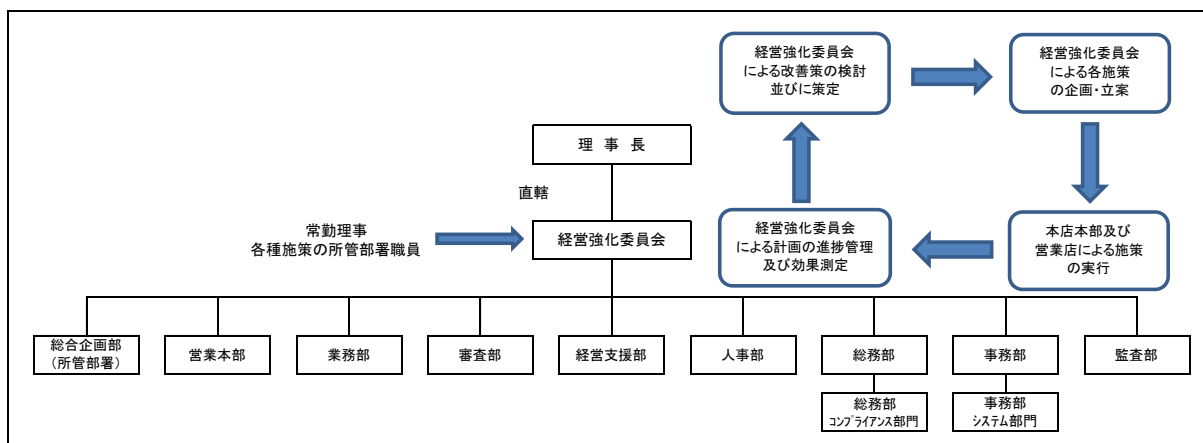 経営強化委員会
による改善策の検討
並びに策定
経営強化委員会
による各施策
の企画・立案
理 事 長
直轄
常勤理事
各種施策の所管部署職員
経営強化委員会
経営強化委員会
による計画の進捗管理
及び効果測定
本店本部及び
営業店による施策
の実行
総合企画部
(所管部署)
営業本部
業務部
審査部
経営支援部
人事部
総務部
事務部
監査部
総務部
コンプライアンス部門
事務部
システム部門